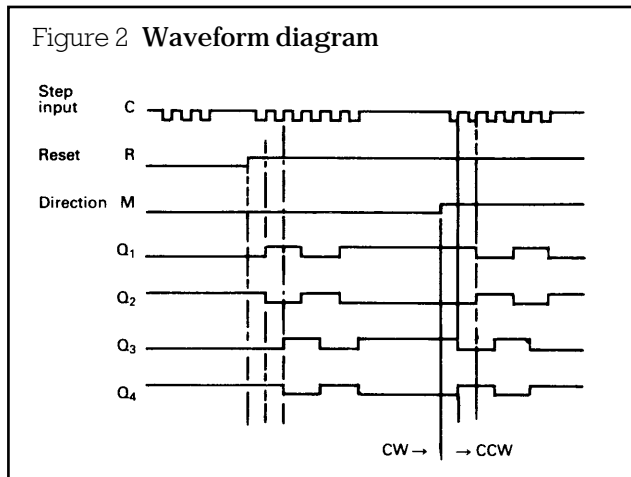 Figure 2 Waveform diagram
Step
input C
Reset R
Direction M
Q1
Q2
Q3
Q4
CW → → CCW